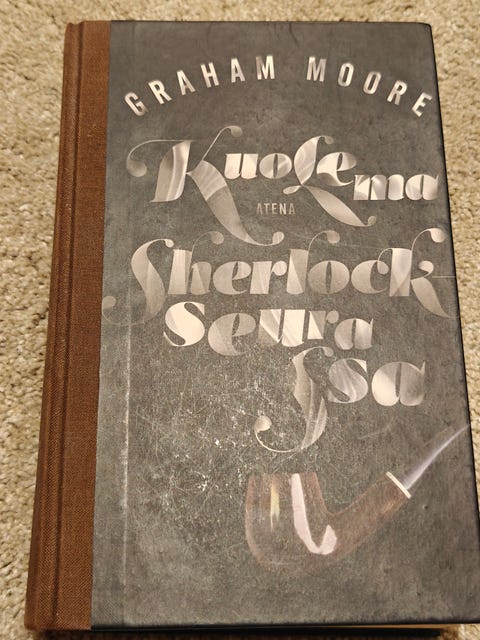 GRAHAM MOORE
Kuolema
ATENA
Sherlock
Seura
ssa